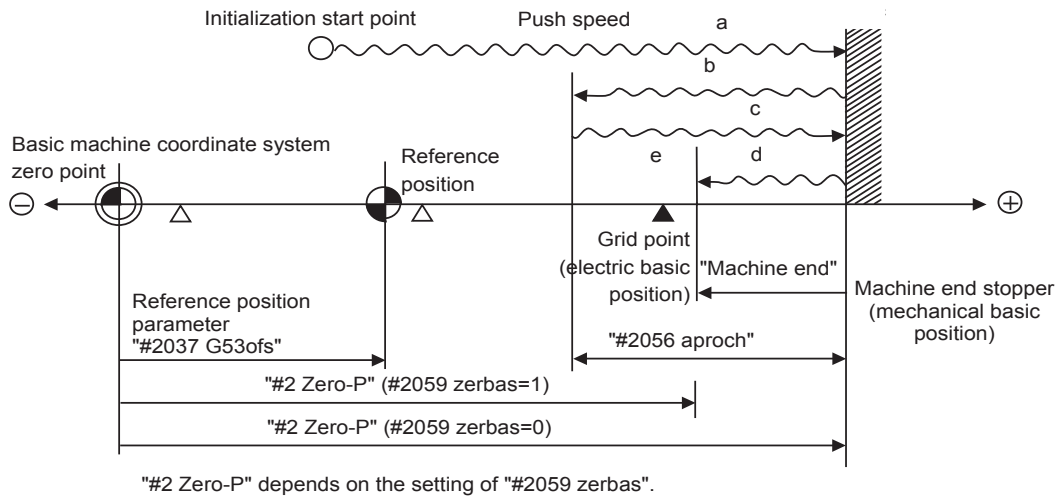 Initialization start point
Push speed
a
b
c
e
d
Basic machine coordinate system
zero point
Reference
position
−
+
Grid point
(electric basic
position)
"Machine end"
Machine end stopper
(mechanical basic
position)
Reference position
parameter
"#2037 G53ofs"
"#2056 aproch"
"#2 Zero-P" (#2059 zerbas=1)
"#2 Zero-P" (#2059 zerbas=0)
"#2 Zero-P" depends on the setting of "#2059 zerbas".